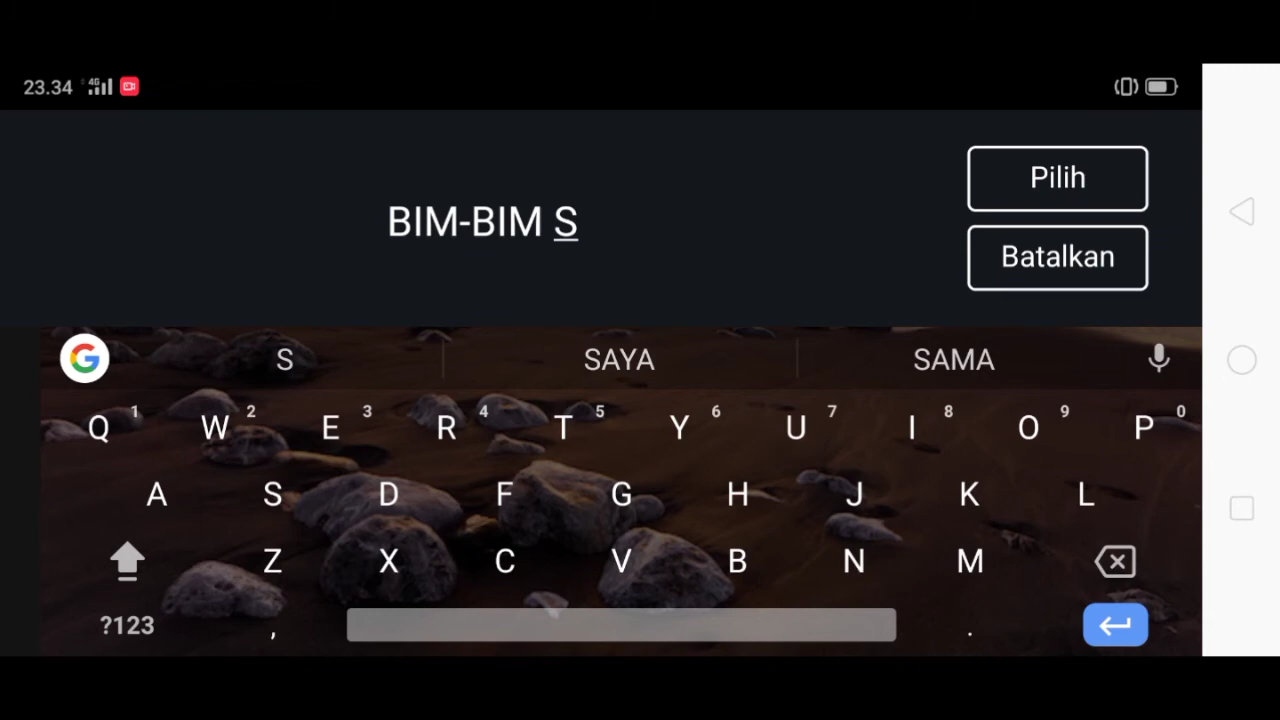 23.34 4G
Pilih
BIM-BIM S
Batalkan
G S SAYA SAMA
Q 1 W 2 E 3 R 4 T 5 Y 6 U 7 I 8 O 9 P 0
A S D F G H J K L
Z X C V B N M
?123 , .